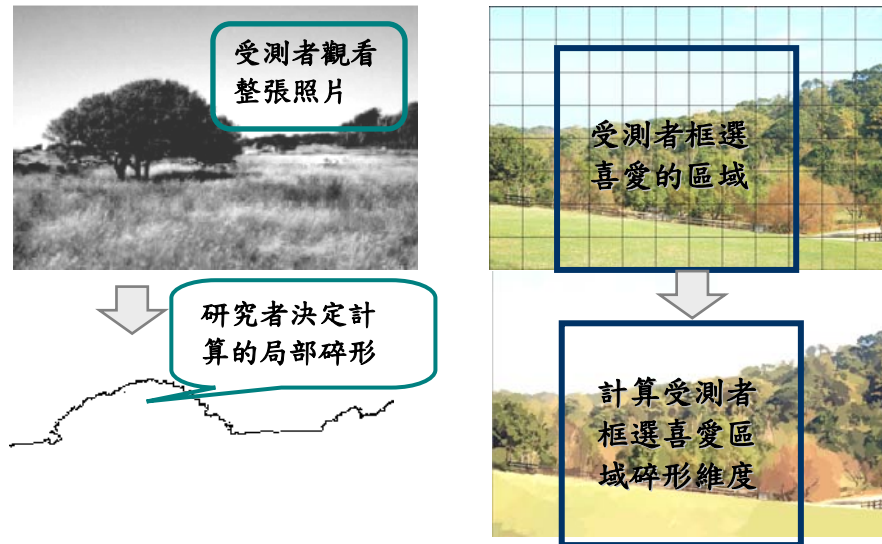 受測者觀看
整張照片
研究者決定計
算的局部碎形
受測者框選
喜愛的區域
計算受測者
框選喜愛區
域碎形維度